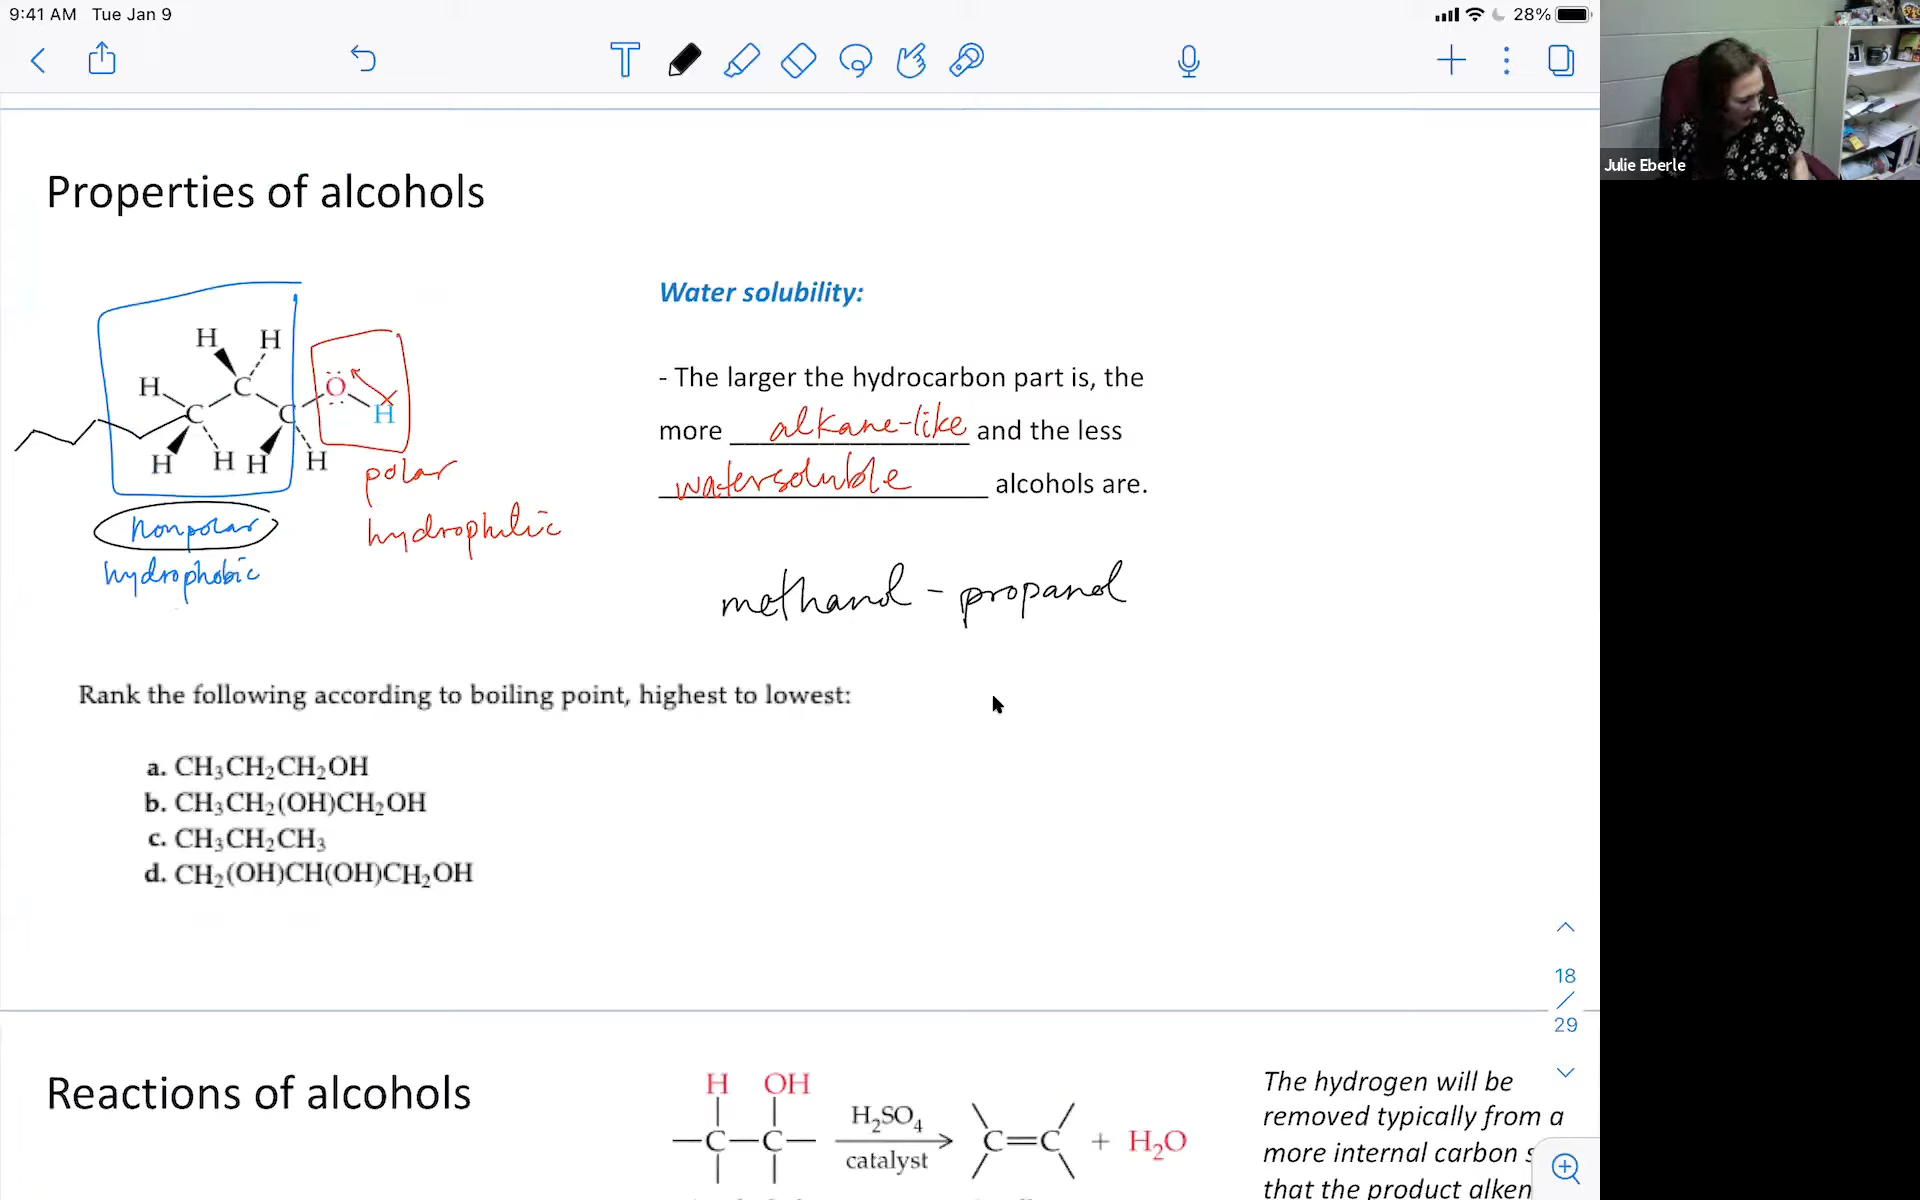 9:41 AM Tue Jan 9
28%
Julie Eberle
Properties of alcohols
H H
H C O
C C H
H H H H
polar
hydrophilic
nonpolar
hydrophobic
Water solubility:
- The larger the hydrocarbon part is, the
more alkane-like and the less
watersoluble alcohols are.
methanol - propanol
Rank the following according to boiling point, highest to lowest:
a. CH₃CH₂CH₂OH
b. CH₃CH₂(OH)CH₂OH
c. CH₃CH₂CH₃
d. CH₂(OH)CH(OH)CH₂OH
18
/
29
Reactions of alcohols
H OH
—C—C— H₂SO₄ catalyst C=C + H₂O
The hydrogen will be
removed typically from a
more internal carbon s
that the product alken